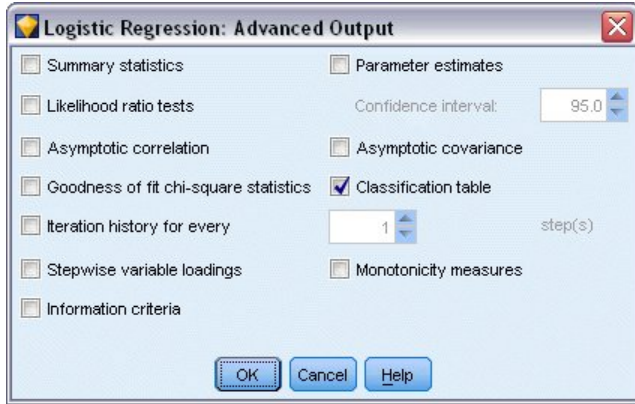 Logistic Regression: Advanced Output
Summary statistics
Parameter estimates
Likelihood ratio tests
Confidence interval: 95.0
Asymptotic correlation
Asymptotic covariance
Goodness of fit chi-square statistics
Classification table
Iteration history for every 1 step(s)
Stepwise variable loadings
Monotonicity measures
Information criteria
OK
Cancel
Help